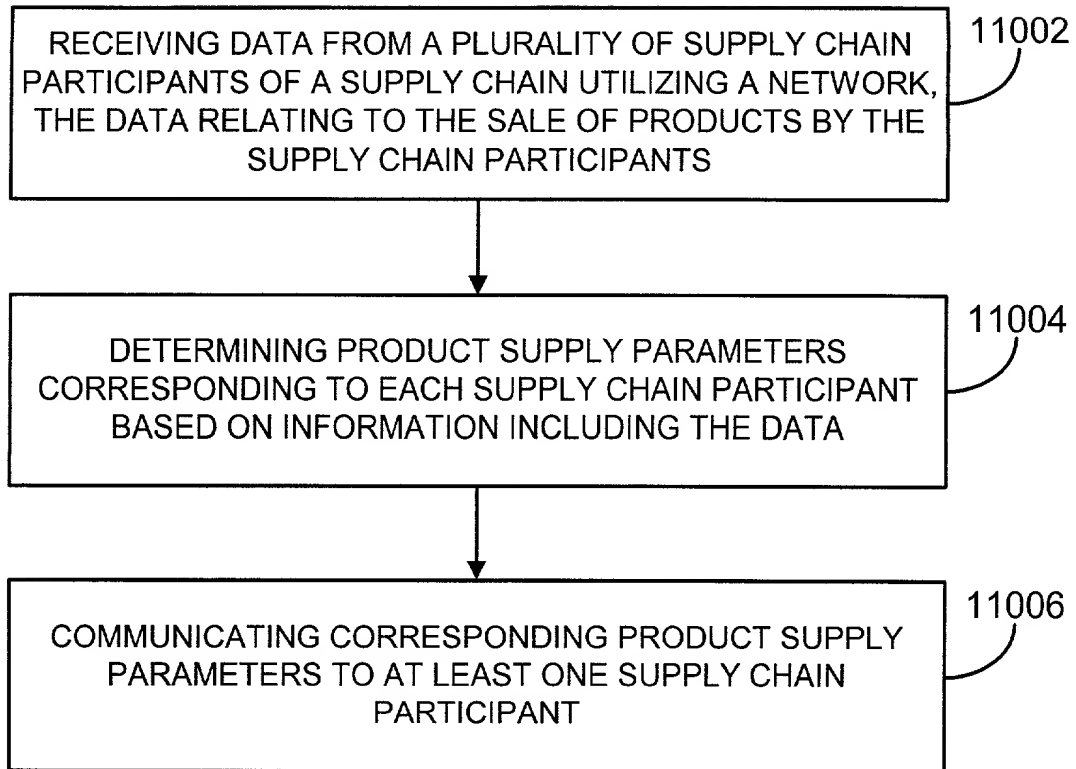 RECEIVING DATA FROM A PLURALITY OF SUPPLY CHAIN
PARTICIPANTS OF A SUPPLY CHAIN UTILIZING A NETWORK,
THE DATA RELATING TO THE SALE OF PRODUCTS BY THE
SUPPLY CHAIN PARTICIPANTS
11002
DETERMINING PRODUCT SUPPLY PARAMETERS
CORRESPONDING TO EACH SUPPLY CHAIN PARTICIPANT
BASED ON INFORMATION INCLUDING THE DATA
11004
COMMUNICATING CORRESPONDING PRODUCT SUPPLY
PARAMETERS TO AT LEAST ONE SUPPLY CHAIN
PARTICIPANT
11006